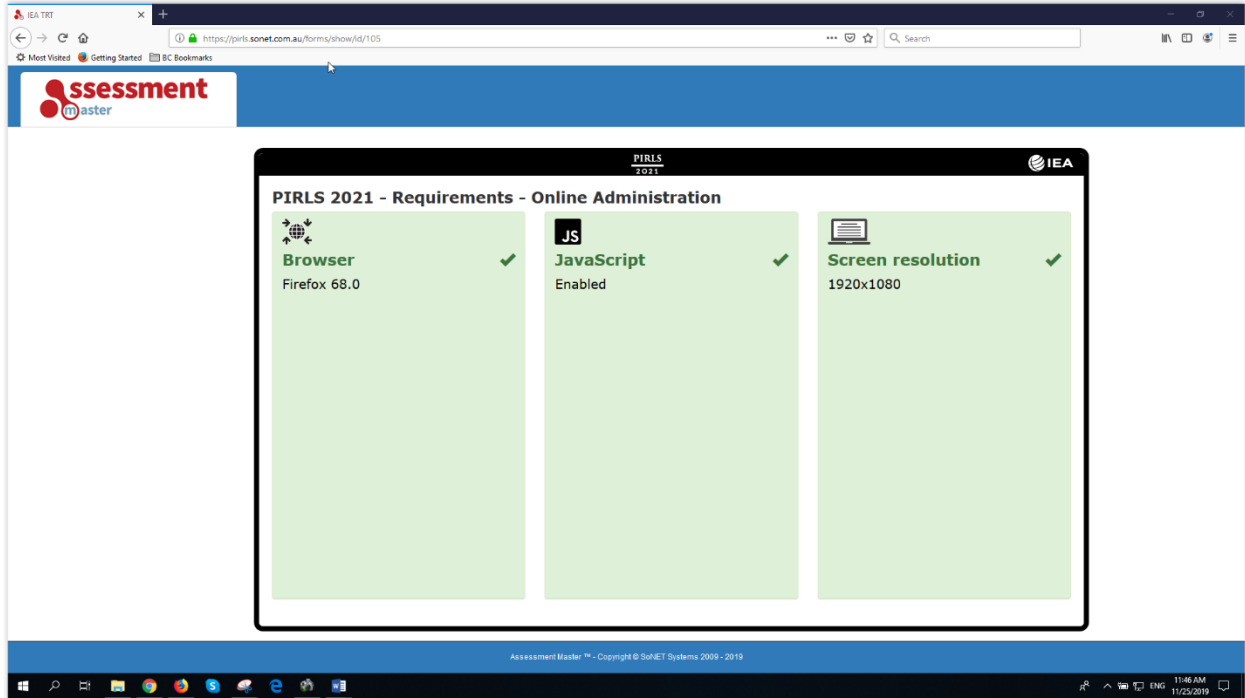 IEA TRT
https://pirls.sonet.com.au/forms/show/id/105
Search
Most Visited Getting Started BC Bookmarks
Assessment
master
PIRLS
2021
IEA
PIRLS 2021 - Requirements - Online Administration
JS
Browser
JavaScript
Screen resolution
Firefox 68.0
Enabled
1920x1080
Assessment Master ™ - Copyright © SoNET Systems 2009 - 2019
ENG
11:46 AM
11/25/2019